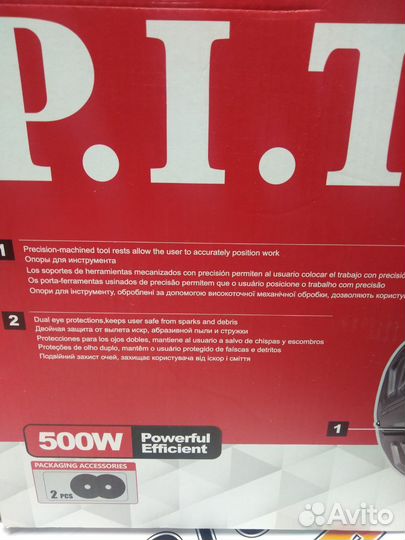 P.I.T
1
Precision-machined tool rests allow the user to accurately position work
Опоры для инструмента
Los soportes de herramientas mecanizados con precisión permiten al usuario colocar el trabajo con precisión
Os porta-ferramentas usinados de precisão permitem que o usuário posicione o trabalho com precisão
Опори для інструменту, оброблені за допомогою високоточної механічної обробки, дозволяють користу
2
Dual eye protections,keeps user safe from sparks and debris
Двойная защита от вылета искр, абразивной пыли и стружки
Protecciones para los ojos dobles, mantiene al usuario a salvo de chispas y escombros
Proteções de olho duplo, mantêm o usuário protegido de faíscas e detritos
Подвійний захист очей, захищає користувача від іскор і сміття
1
500W
Powerful
Efficient
PACKAGING ACCESSORIES
2 PCS
Avito